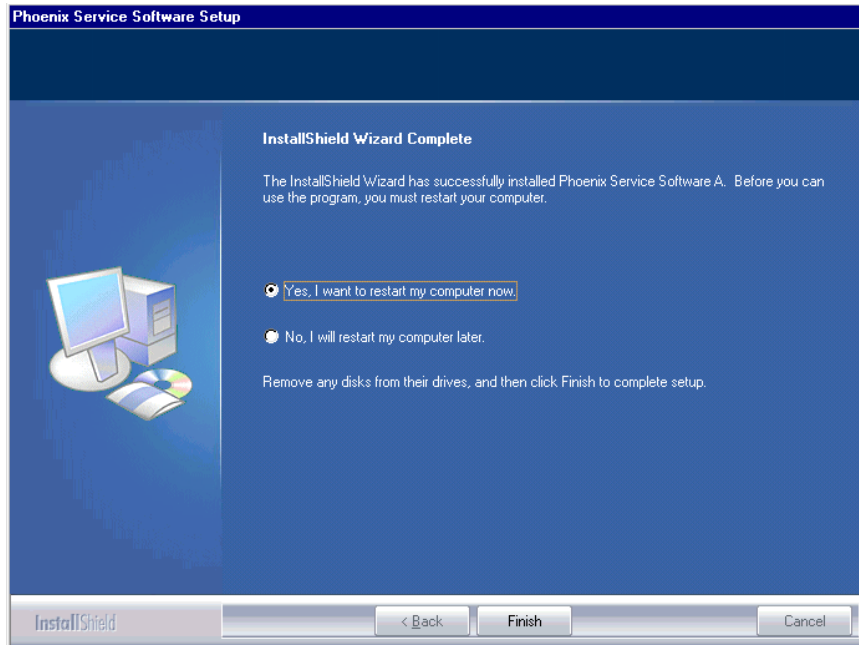 Phoenix Service Software Setup
InstallShield Wizard Complete
The InstallShield Wizard has successfully installed Phoenix Service Software A. Before you can
use the program, you must restart your computer.
Yes, I want to restart my computer now.
No, I will restart my computer later.
Remove any disks from their drives, and then click Finish to complete setup.
InstallShield
< Back
Finish
Cancel